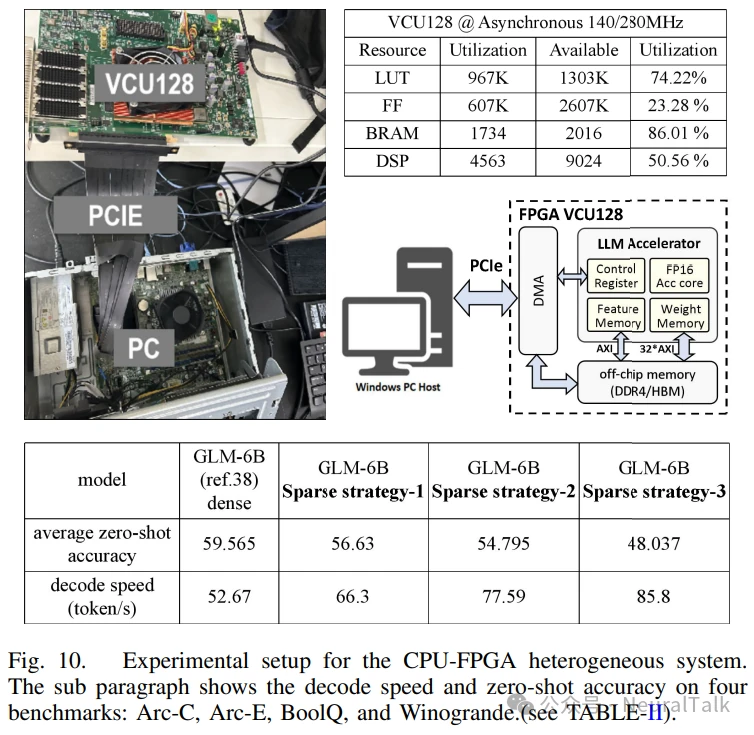 VCU128
PCIE
PC
VCU128 @ Asynchronous 140/280MHz
Resource Utilization Available Utilization
LUT 967K 1303K 74.22%
FF 607K 2607K 23.28 %
BRAM 1734 2016 86.01 %
DSP 4563 9024 50.56 %
FPGA VCU128
LLM Accelerator
Control
Register
FP16
Acc core
Feature
Memory
Weight
Memory
DMA
PCIe
AXI
32*AXI
off-chip memory
(DDR4/HBM)
Windows PC Host
model
GLM-6B
(ref.38)
dense
GLM-6B
Sparse strategy-1
GLM-6B
Sparse strategy-2
GLM-6B
Sparse strategy-3
average zero-shot
accuracy
59.565 56.63 54.795 48.037
decode speed
(token/s)
52.67 66.3 77.59 85.8
Fig. 10. Experimental setup for the CPU-FPGA heterogeneous system.
The sub paragraph shows the decode speed and zero-shot accuracy on four
benchmarks: Arc-C, Arc-E, BoolQ, and Winogrande.(see TABLE-II).
公众号 · NeuralTalk